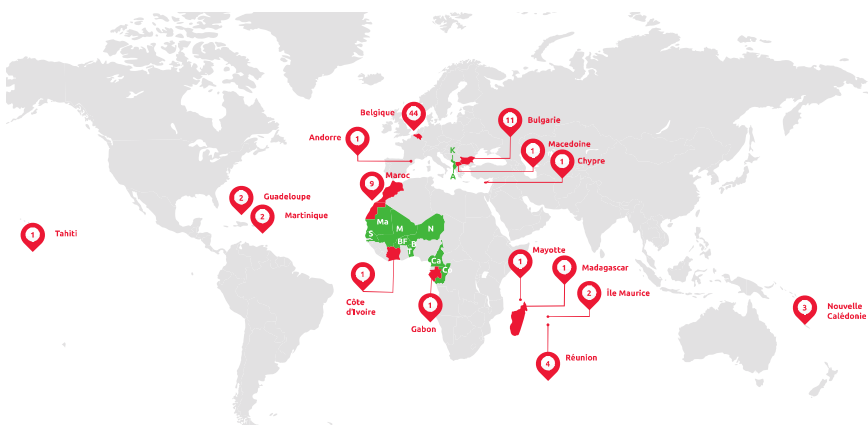 Belgique
44
11
Bulgarie
Andorre
1
K
A
1
Macedoine
1
Chypre
9
Maroc
2
Guadeloupe
2
Martinique
1
Tahiti
Ma
M
N
S
BF
B
T
Ca
Co
Mayotte
1
1
Madagascar
2
Île Maurice
1
Côte
d'Ivoire
1
Gabon
4
Réunion
3
Nouvelle
Calédonie